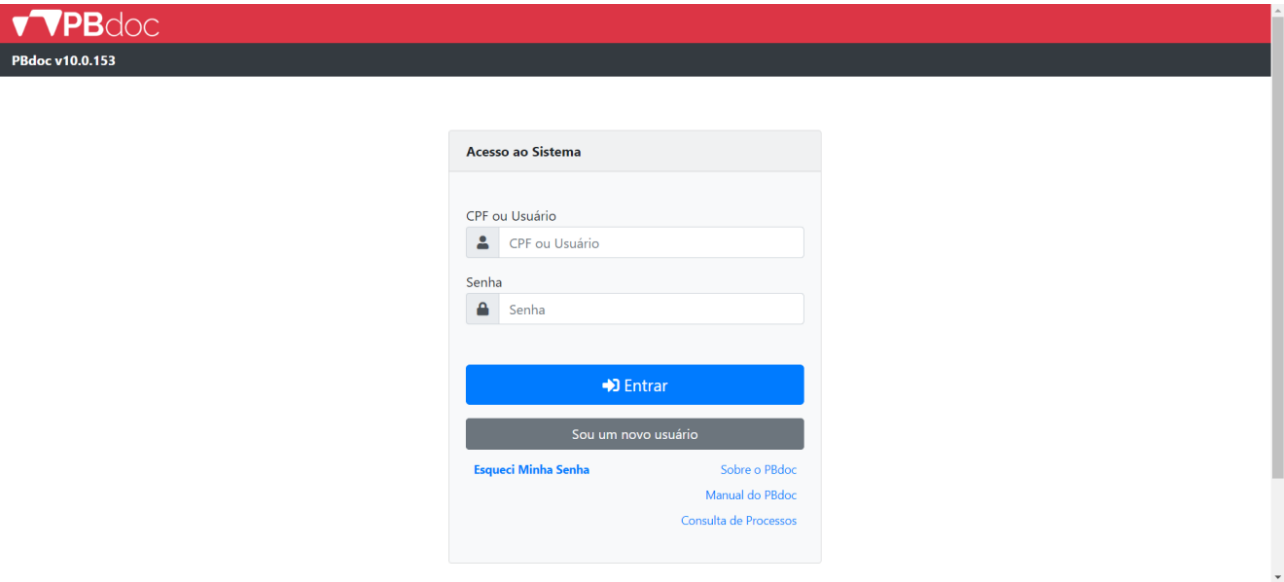 PBdoc
PBdoc v10.0.153
Acesso ao Sistema
CPF ou Usuário
CPF ou Usuário
Senha
Senha
Entrar
Sou um novo usuário
Esqueci Minha Senha
Sobre o PBdoc
Manual do PBdoc
Consulta de Processos